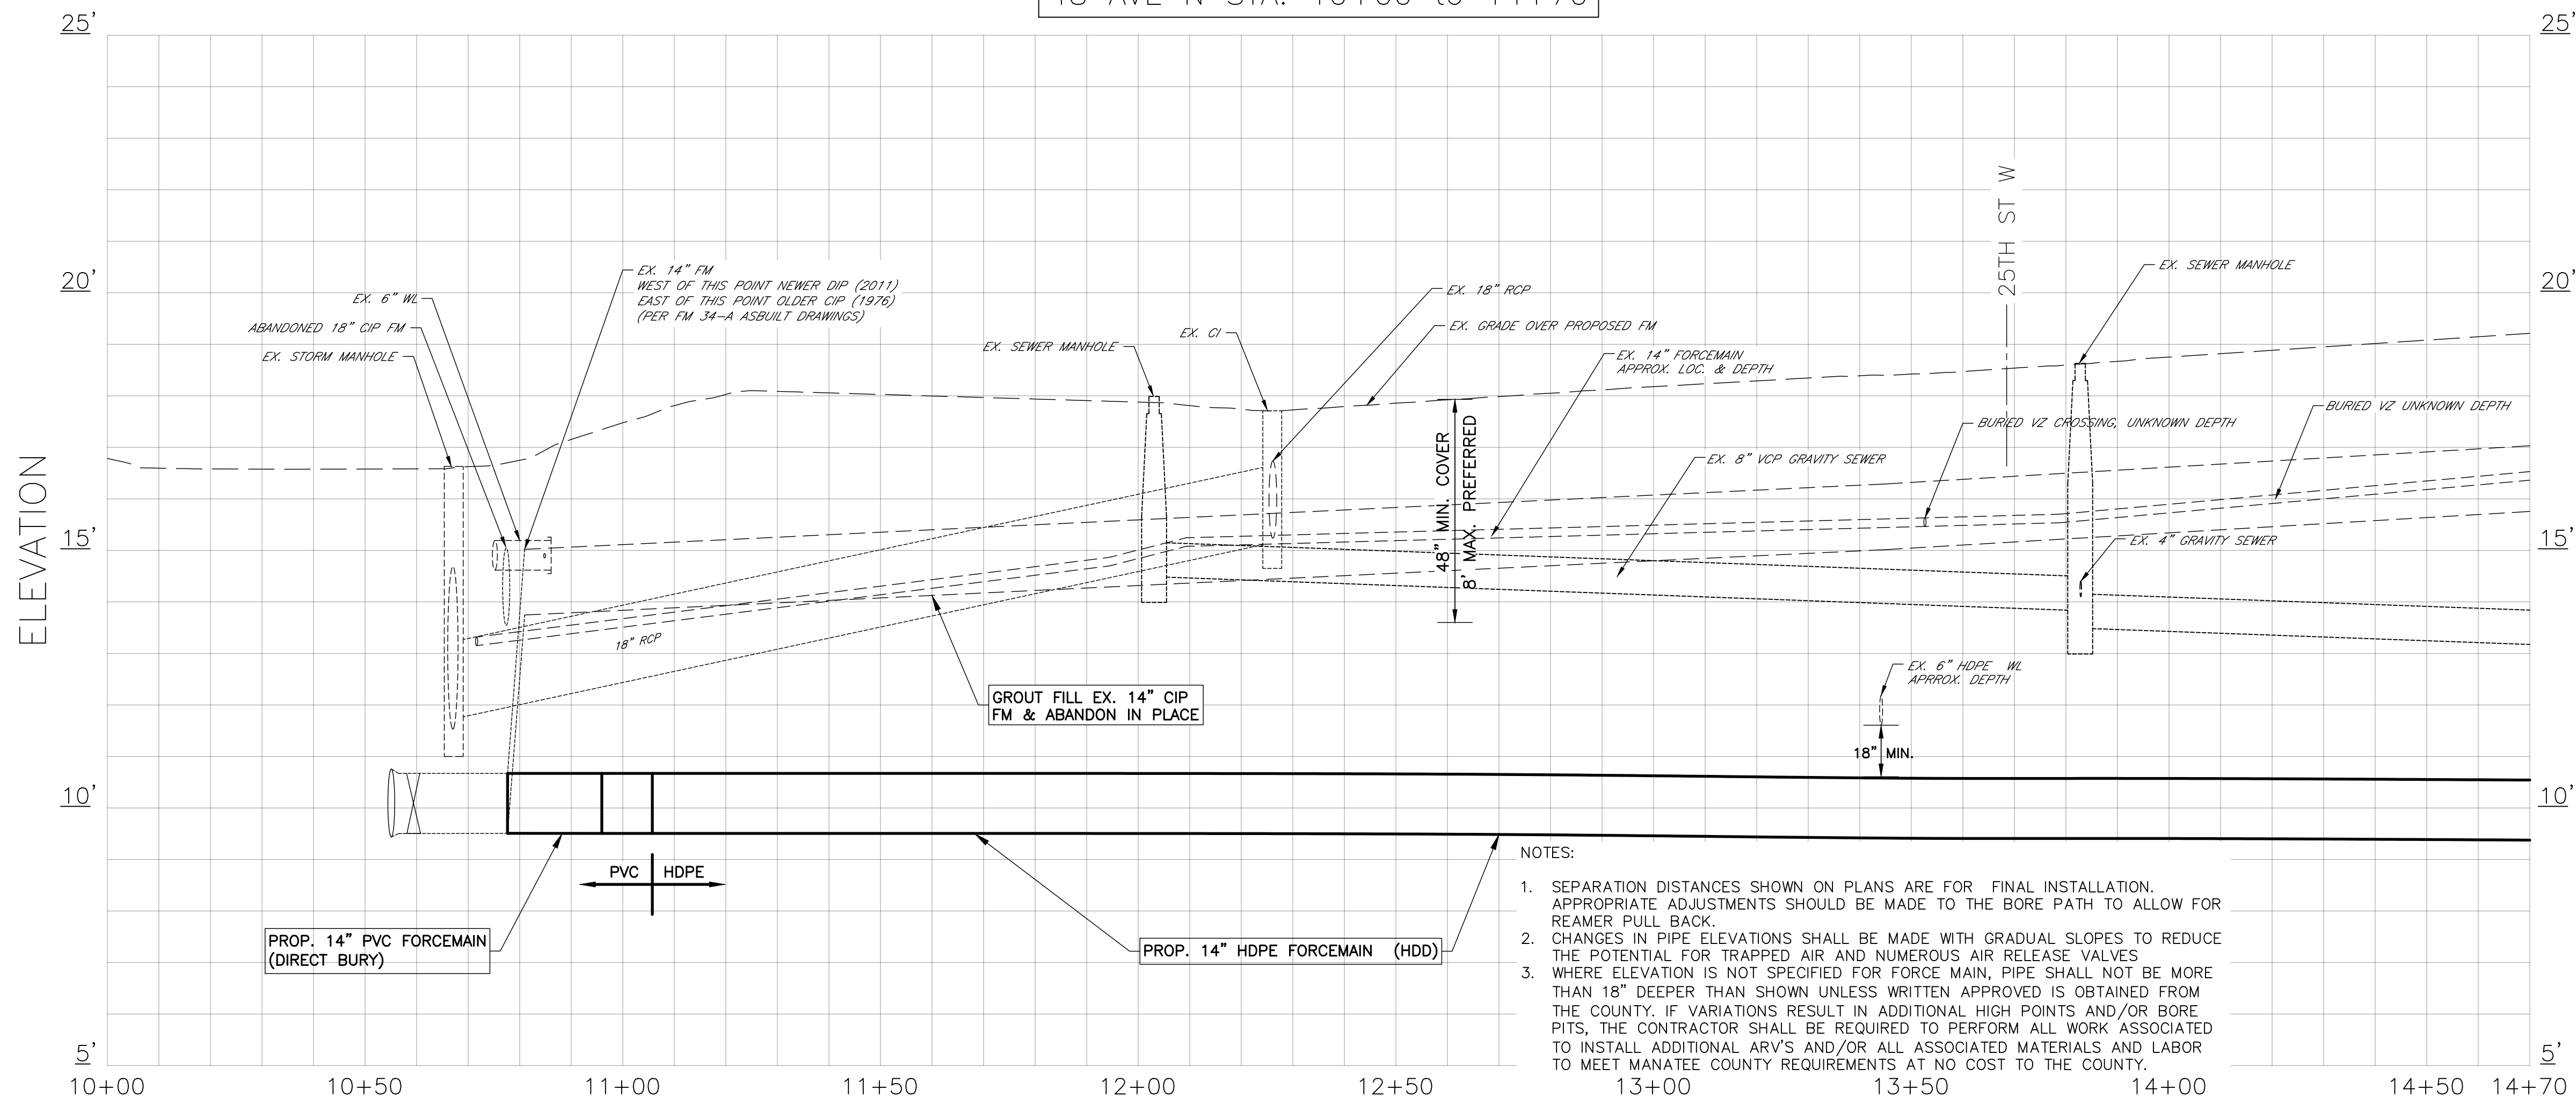 25' 25'
EX. 14" FM
WEST OF THIS POINT NEWER DIP (2011)
EAST OF THIS POINT OLDER CIP (1976)
(PER FM 34-A ASBUILT DRAWINGS)
EX. 6" WL
ABANDONED 18" CIP FM
EX. STORM MANHOLE
20' 20'
EX. SEWER MANHOLE
EX. CI
EX. 18" RCP
EX. GRADE OVER PROPOSED FM
EX. 14" FORCEMAIN
APPROX. LOC. & DEPTH
25TH ST W
EX. SEWER MANHOLE
BURIED VZ CROSSING, UNKNOWN DEPTH
BURIED VZ UNKNOWN DEPTH
EX. 8" VCP GRAVITY SEWER
48" MIN. COVER
8' MAX. PREFERRED
ELEVATION
15' 15'
EX. 4" GRAVITY SEWER
18" RCP
GROUT FILL EX. 14" CIP
FM & ABANDON IN PLACE
EX. 6" HDPE WL
APRROX. DEPTH
18" MIN.
10' 10'
PVC HDPE
PROP. 14" PVC FORCEMAIN
(DIRECT BURY)
PROP. 14" HDPE FORCEMAIN (HDD)
NOTES:
1. SEPARATION DISTANCES SHOWN ON PLANS ARE FOR FINAL INSTALLATION.
APPROPRIATE ADJUSTMENTS SHOULD BE MADE TO THE BORE PATH TO ALLOW FOR
REAMER PULL BACK.
2. CHANGES IN PIPE ELEVATIONS SHALL BE MADE WITH GRADUAL SLOPES TO REDUCE
THE POTENTIAL FOR TRAPPED AIR AND NUMEROUS AIR RELEASE VALVES
3. WHERE ELEVATION IS NOT SPECIFIED FOR FORCE MAIN, PIPE SHALL NOT BE MORE
THAN 18" DEEPER THAN SHOWN UNLESS WRITTEN APPROVED IS OBTAINED FROM
THE COUNTY. IF VARIATIONS RESULT IN ADDITIONAL HIGH POINTS AND/OR BORE
PITS, THE CONTRACTOR SHALL BE REQUIRED TO PERFORM ALL WORK ASSOCIATED
TO INSTALL ADDITIONAL ARV'S AND/OR ALL ASSOCIATED MATERIALS AND LABOR
TO MEET MANATEE COUNTY REQUIREMENTS AT NO COST TO THE COUNTY.
5' 5'
10+00 10+50 11+00 11+50 12+00 12+50 13+00 13+50 14+00 14+50 14+70